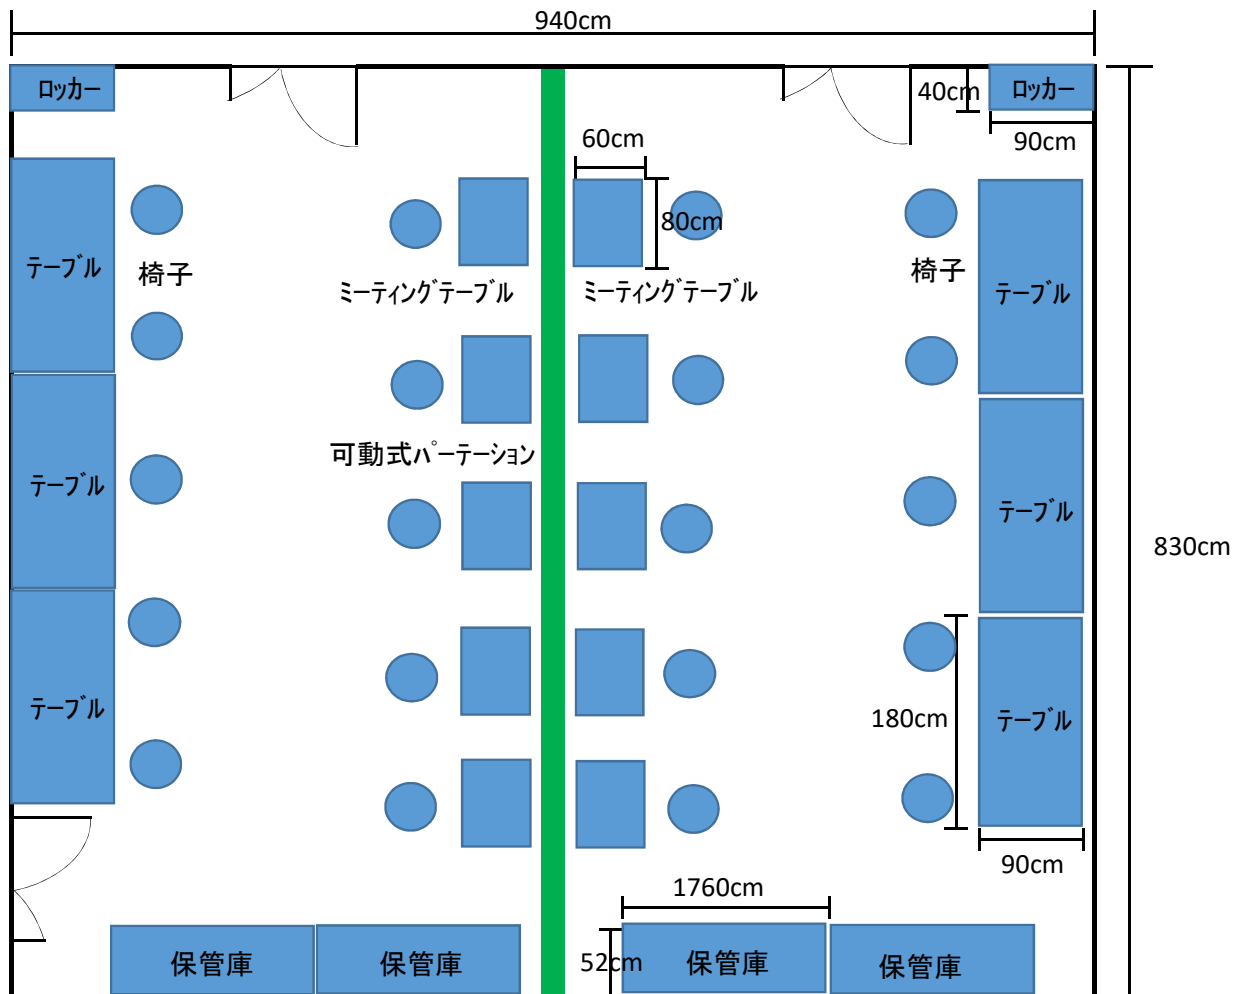 940cm
ロッカー
ロッカー
40cm
90cm
60cm
80cm
テーブル
椅子
ミーティングテーブル
ミーティングテーブル
椅子
テーブル
可動式パーテーション
テーブル
テーブル
830cm
テーブル
180cm
テーブル
90cm
1760cm
保管庫
保管庫
52cm
保管庫
保管庫